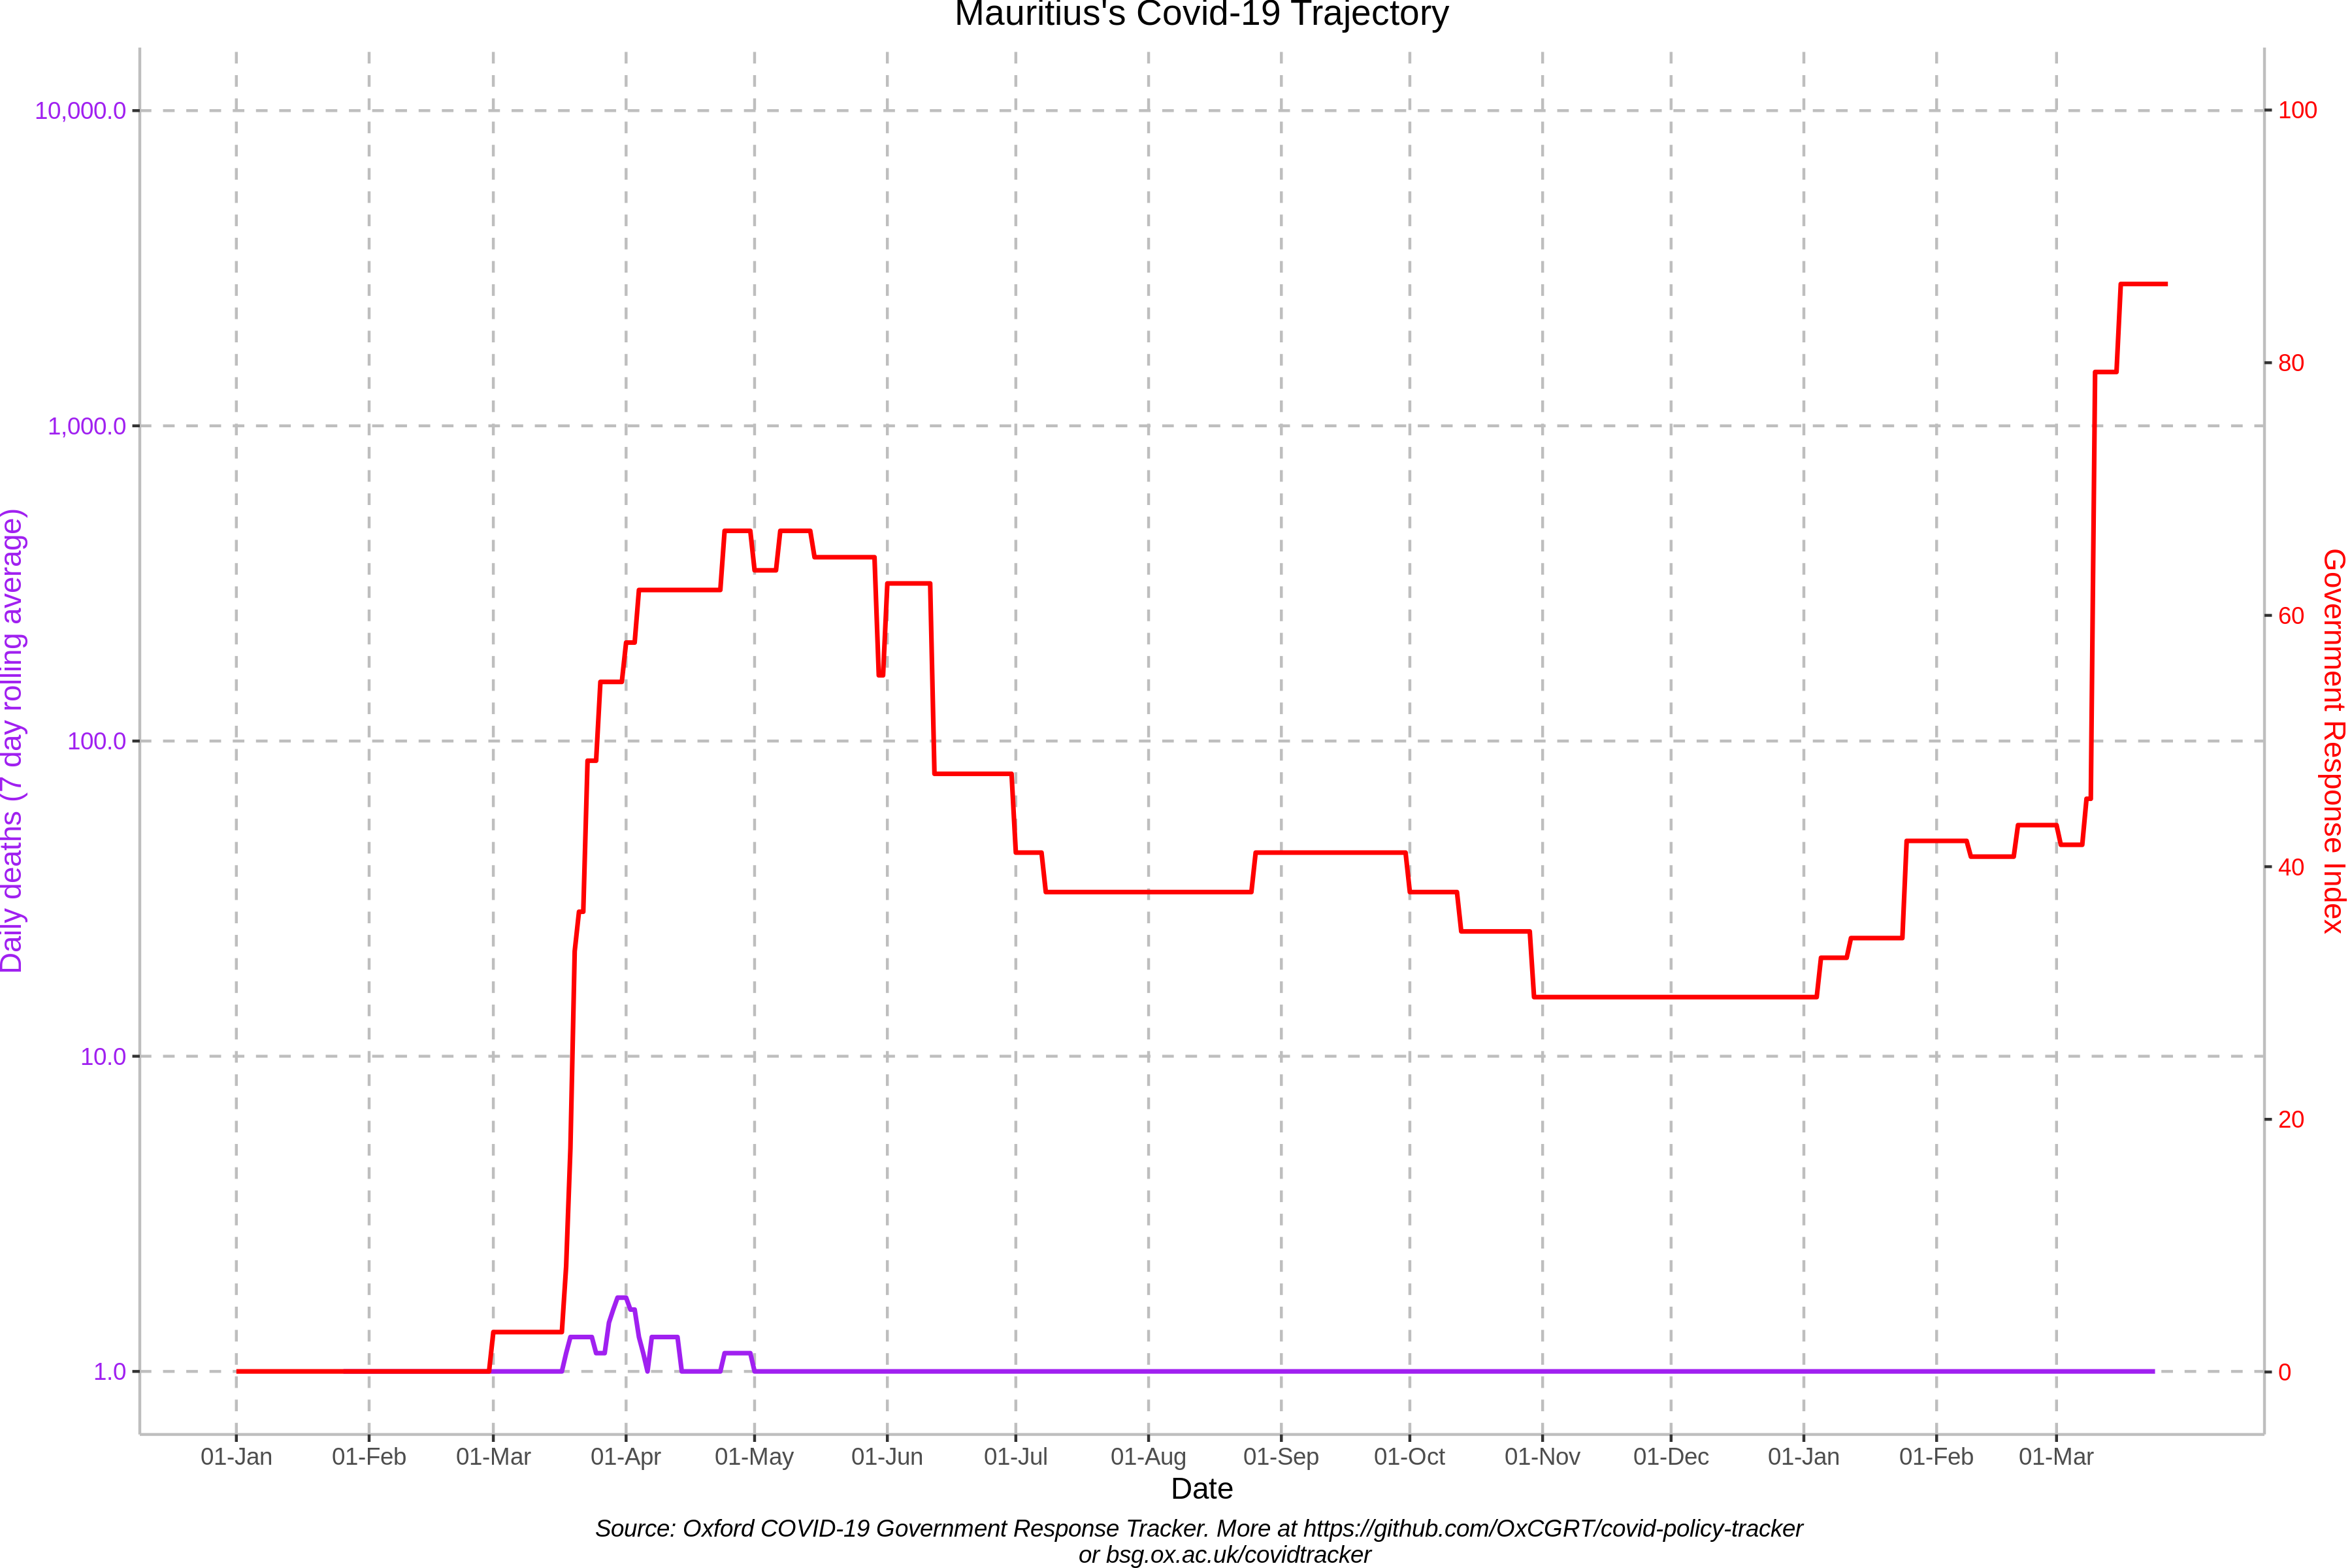 Mauritius's Covid-19 Trajectory
10,000.0
1,000.0
100.0
10.0
1.0
Daily deaths (7 day rolling average)
100
80
60
40
20
0
Government Response Index
01-Jan 01-Feb 01-Mar 01-Apr 01-May 01-Jun 01-Jul 01-Aug 01-Sep 01-Oct 01-Nov 01-Dec 01-Jan 01-Feb 01-Mar
Date
Source: Oxford COVID-19 Government Response Tracker. More at https://github.com/OxCGRT/covid-policy-tracker
or bsg.ox.ac.uk/covidtracker